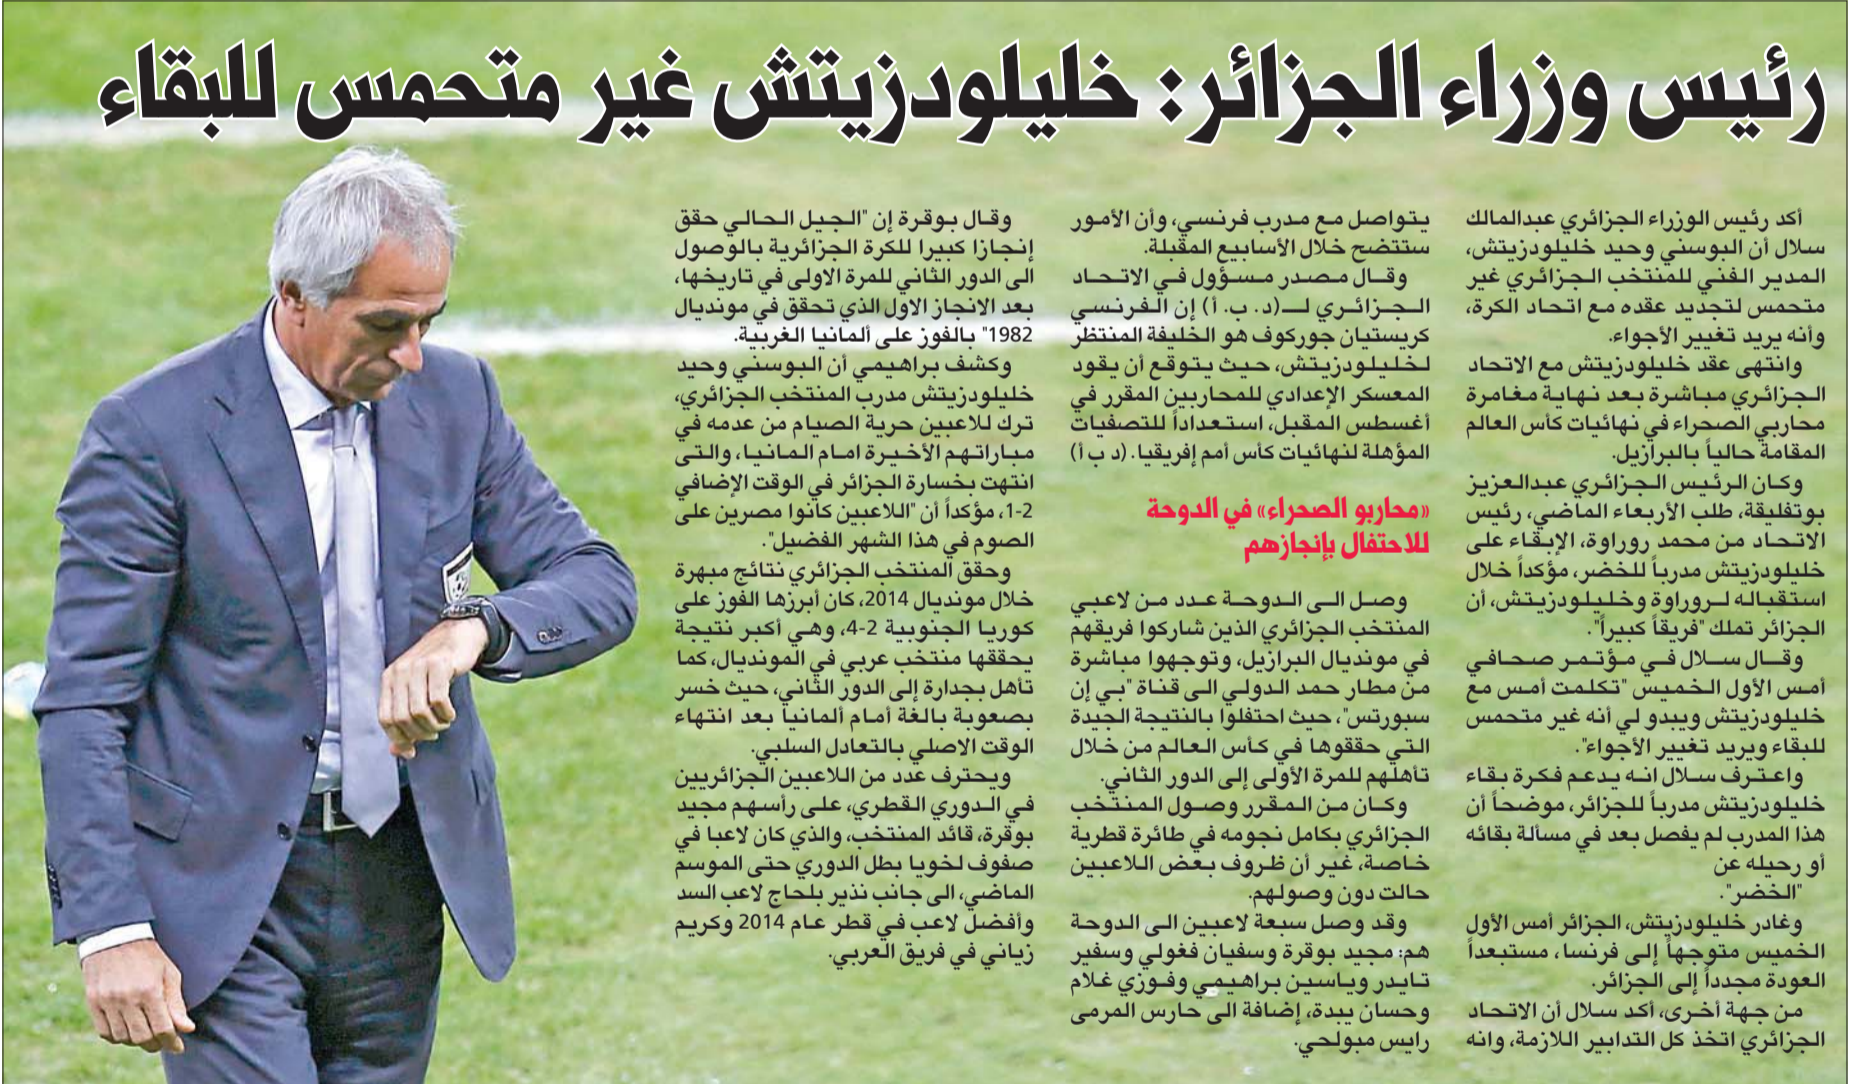 رئيس وزراء الجزائر: خليلودزيتش غير متحمس للبقاء
أكد رئيس الوزراء الجزائري عبدالمالك
سلال أن البوسني وحيد خليلودزيتش،
المدير الفني للمنتخب الجزائري غير
متحمس لتجديد عقده مع اتحاد الكرة،
وأنه يريد تغيير الأجواء.
وانتهى عقد خليلودزيتش مع الاتحاد
الجزائري مباشرة بعد نهاية مغامرة
محاربي الصحراء في نهائيات كأس العالم
المقامة حالياً بالبرازيل.
وكان الرئيس الجزائري عبدالعزيز
بوتفليقة، طلب الأربعاء الماضي، رئيس
الاتحاد من محمد روراوة، الإبقاء على
خليلودزيتش مدرباً للخضر، مؤكداً خلال
استقباله لروراوة وخليلودزيتش، أن
الجزائر تملك "فريقاً كبيراً".
وقال سلال في مؤتمر صحافي
أمس الأول الخميس "تكلمت أمس مع
خليلودزيتش ويبدو لي أنه غير متحمس
للبقاء ويريد تغيير الأجواء".
واعترف سلال انه يدعم فكرة بقاء
خليلودزيتش مدرباً للجزائر، موضحاً أن
هذا المدرب لم يفصل بعد في مسألة بقائه
أو رحيله عن
"الخضر".
وغادر خليلودزيتش، الجزائر أمس الأول
الخميس متوجهاً إلى فرنسا، مستبعداً
العودة مجدداً إلى الجزائر.
من جهة أخرى، أكد سلال أن الاتحاد
الجزائري اتخذ كل التدابير اللازمة، وانه
يتواصل مع مدرب فرنسي، وأن الأمور
ستتضح خلال الأسابيع المقبلة.
وقال مصدر مسؤول في الاتحاد
الجزائري لـ(د. ب. أ) إن الفرنسي
كريستيان جوركوف هو الخليفة المنتظر
لخليلودزيتش، حيث يتوقع أن يقود
المعسكر الإعدادي للمحاربين المقرر في
أغسطس المقبل، استعداداً للتصفيات
المؤهلة لنهائيات كأس أمم إفريقيا. (د ب أ)
«محاربو الصحراء» في الدوحة
للاحتفال بإنجازهم
وصل الى الدوحة عدد من لاعبي
المنتخب الجزائري الذين شاركوا فريقهم
في مونديال البرازيل، وتوجهوا مباشرة
من مطار حمد الدولي الى قناة "بي إن
سبورتس"، حيث احتفلوا بالنتيجة الجيدة
التي حققوها في كأس العالم من خلال
تأهلهم للمرة الأولى إلى الدور الثاني.
وكان من المقرر وصول المنتخب
الجزائري بكامل نجومه في طائرة قطرية
خاصة، غير أن ظروف بعض اللاعبين
حالت دون وصولهم.
وقد وصل سبعة لاعبين الى الدوحة
هم: مجيد بوقرة وسفيان فغولي وسفير
تايدر وياسين براهيمي وفوزي غلام
وحسان يبدة، إضافة الى حارس المرمى
رايس مبولحي.
وقال بوقرة إن "الجيل الحالي حقق
إنجازا كبيرا للكرة الجزائرية بالوصول
الى الدور الثاني للمرة الاولى في تاريخها،
بعد الانجاز الاول الذي تحقق في مونديال
1982" بالفوز على ألمانيا الغربية.
وكشف براهيمي أن البوسني وحيد
خليلودزيتش مدرب المنتخب الجزائري،
ترك للاعبين حرية الصيام من عدمه في
مباراتهم الأخيرة امام المانيا، والتى
انتهت بخسارة الجزائر في الوقت الإضافي
2-1، مؤكداً أن "اللاعبين كانوا مصرين على
الصوم في هذا الشهر الفضيل".
وحقق المنتخب الجزائري نتائج مبهرة
خلال مونديال 2014، كان أبرزها الفوز على
كوريا الجنوبية 2-4، وهي أكبر نتيجة
يحققها منتخب عربي في المونديال، كما
تأهل بجدارة إلى الدور الثاني، حيث خسر
بصعوبة بالغة أمام ألمانيا بعد انتهاء
الوقت الاصلي بالتعادل السلبي.
ويحترف عدد من اللاعبين الجزائريين
في الدوري القطري، على رأسهم مجيد
بوقرة، قائد المنتخب، والذي كان لاعبا في
صفوف لخويا بطل الدوري حتى الموسم
الماضي، الى جانب نذير بلحاج لاعب السد
وأفضل لاعب في قطر عام 2014 وكريم
زياني في فريق العربي.